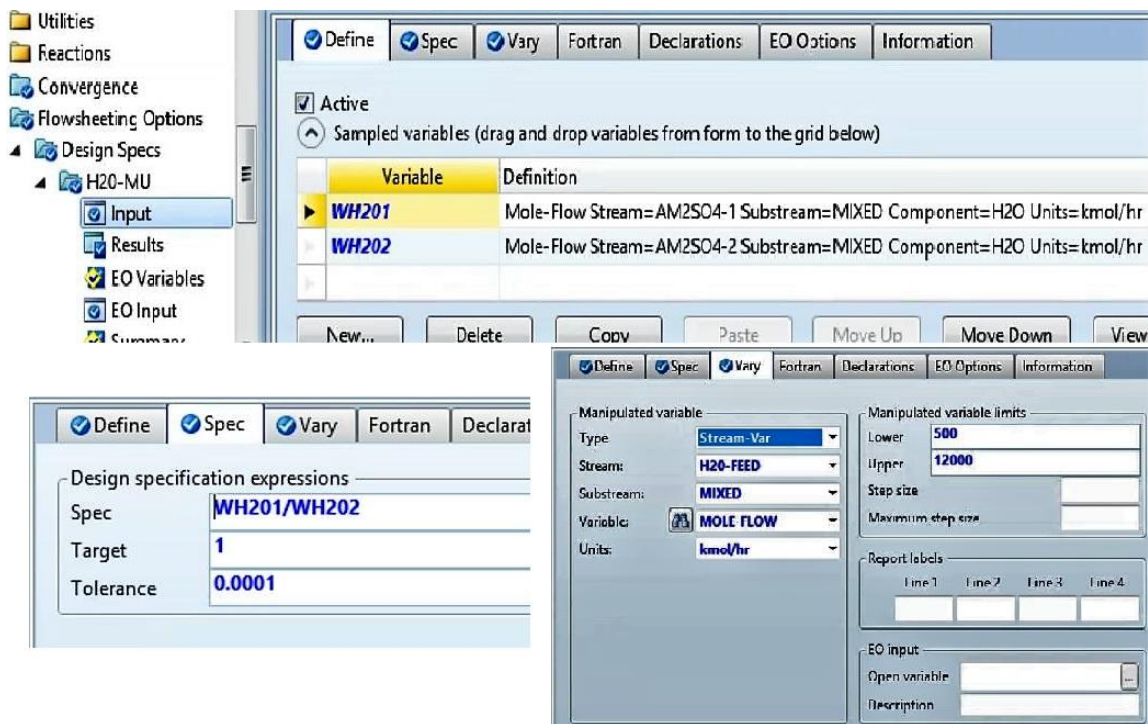 Utilities
Reactions
Convergence
Flowsheeting Options
Design Specs
H20-MU
Input
Results
EO Variables
EO Input
Summary
Define Spec Vary Fortran Declarations EO Options Information
Active
Sampled variables (drag and drop variables from form to the grid below)
Variable Definition
WH201 Mole-Flow Stream=AM2SO4-1 Substream=MIXED Component=H2O Units=kmol/hr
WH202 Mole-Flow Stream=AM2SO4-2 Substream=MIXED Component=H2O Units=kmol/hr
New... Delete Copy Paste Move Up Move Down View
Define Spec Vary Fortran Declarat
Design specification expressions
Spec WH201/WH202
Target 1
Tolerance 0.0001
Define Spec Vary Fortran Declarations EO Options Information
Manipulated variable
Type Stream-Var
Stream: H20-FEED
Substream: MIXED
Variable: MOLE-FLOW
Units: kmol/hr
Manipulated variable limits
Lower 500
Upper 12000
Step size
Maximum step size
Report labels
Line 1 Line 2 Line 3 Line 4
EO input
Open variable ...
Description